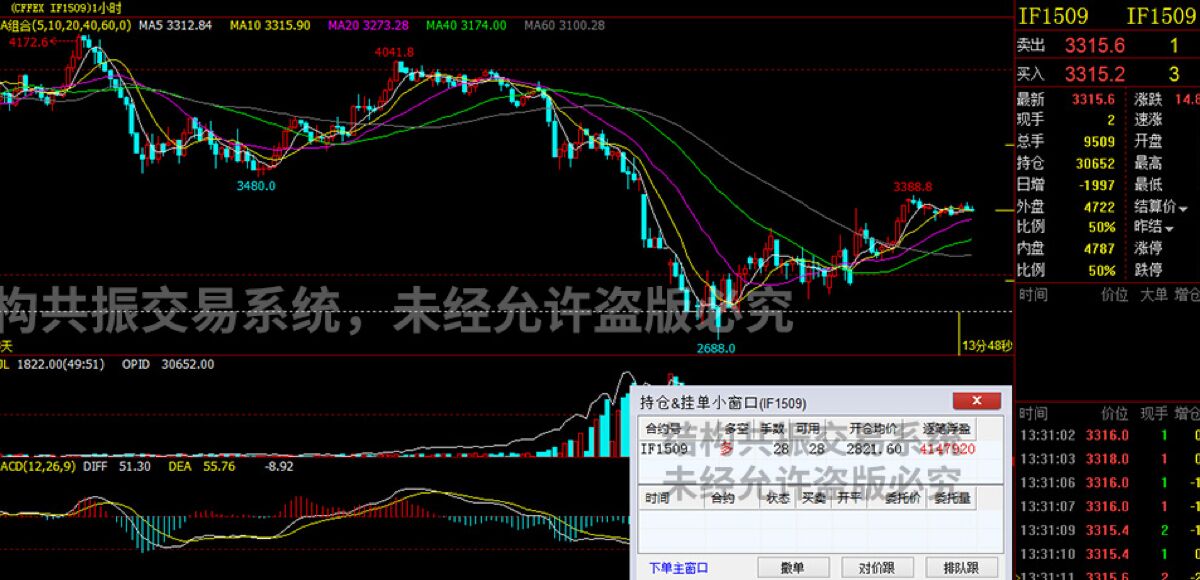 (CFFEX IF1509)1小时
A组合(5,10,20,40,60,0) MA5 3312.84 MA10 3315.90 MA20 3273.28 MA40 3174.00 MA60 3100.28
4172.6
4041.8
3480.0
3388.8
2688.0
构共振交易系统，未经允许盗版必究
天
13分48秒
OL 1822.00(49:51) OPID 30652.00
ACD(12,26,9) DIFF 51.30 DEA 55.76 -8.92
IF1509 IF1509
卖出 3315.6 1
买入 3315.2 3
最新 3315.6 涨跌 14.8
现手 2 速涨
总手 9509 开盘
持仓 30652 最高
日增 -1997 最低
外盘 4722 结算价
比例 50% 昨结
内盘 4787 涨停
比例 50% 跌停
时间 价位 大单 增仓
时间 价位 现手 增仓
13:31:02 3316.0 1 0
13:31:03 3318.0 1 0
13:31:06 3316.0 1 -1
13:31:07 3316.0 1 -1
13:31:09 3315.4 2 -1
13:31:10 3315.4 1 0
13:31:11 3315.6 2 -2
持仓&挂单小窗口(IF1509)
合约号 多空 手数 可用 开仓均价 逐笔浮盈
IF1509 多 28 28 2821.60 4147920
结构共振交易系统
未经允许盗版必究
时间 合约 状态 买卖 开平 委托价 委托量
下单主窗口 撤单 对价跟 排队跟